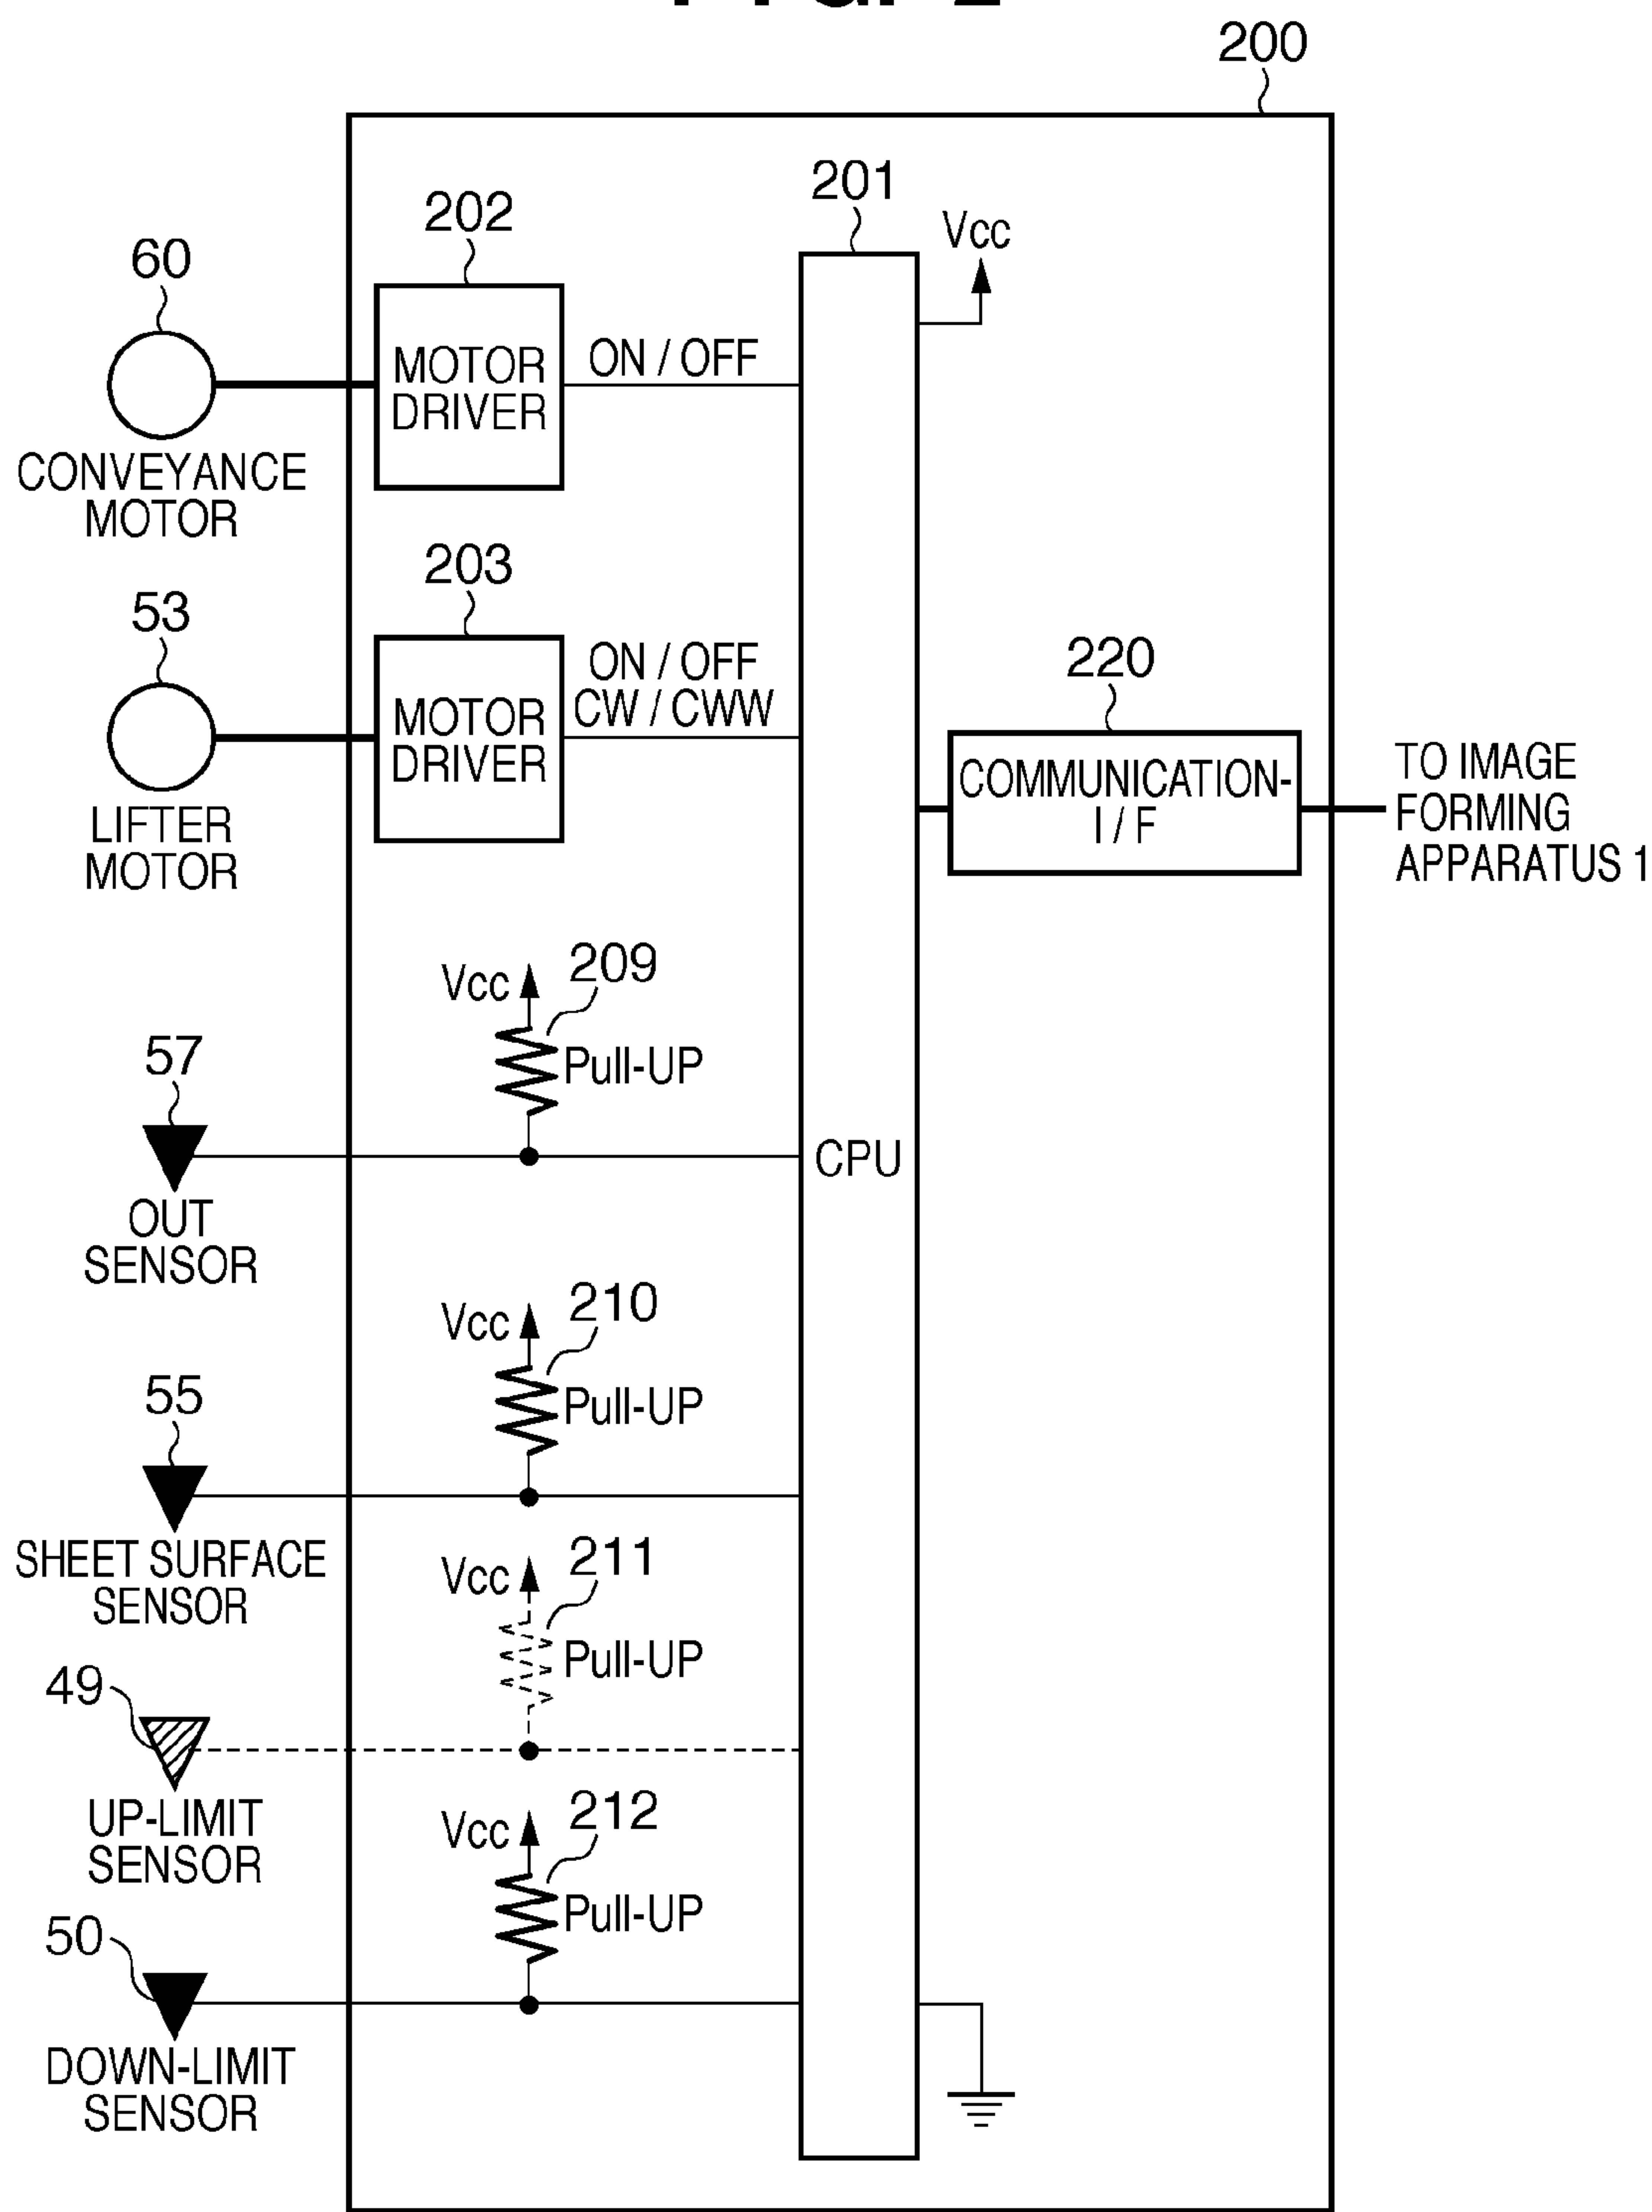 200
201
Vcc
202
60
MOTOR
DRIVER
ON / OFF
CONVEYANCE
MOTOR
203
53
MOTOR
DRIVER
ON / OFF
CW / CWW
LIFTER
MOTOR
220
COMMUNICATION-
I / F
TO IMAGE
FORMING
APPARATUS 1
Vcc
209
Pull-UP
57
OUT
SENSOR
CPU
Vcc
210
Pull-UP
55
SHEET SURFACE
SENSOR
Vcc
211
Pull-UP
49
UP-LIMIT
SENSOR
Vcc
212
Pull-UP
50
DOWN-LIMIT
SENSOR